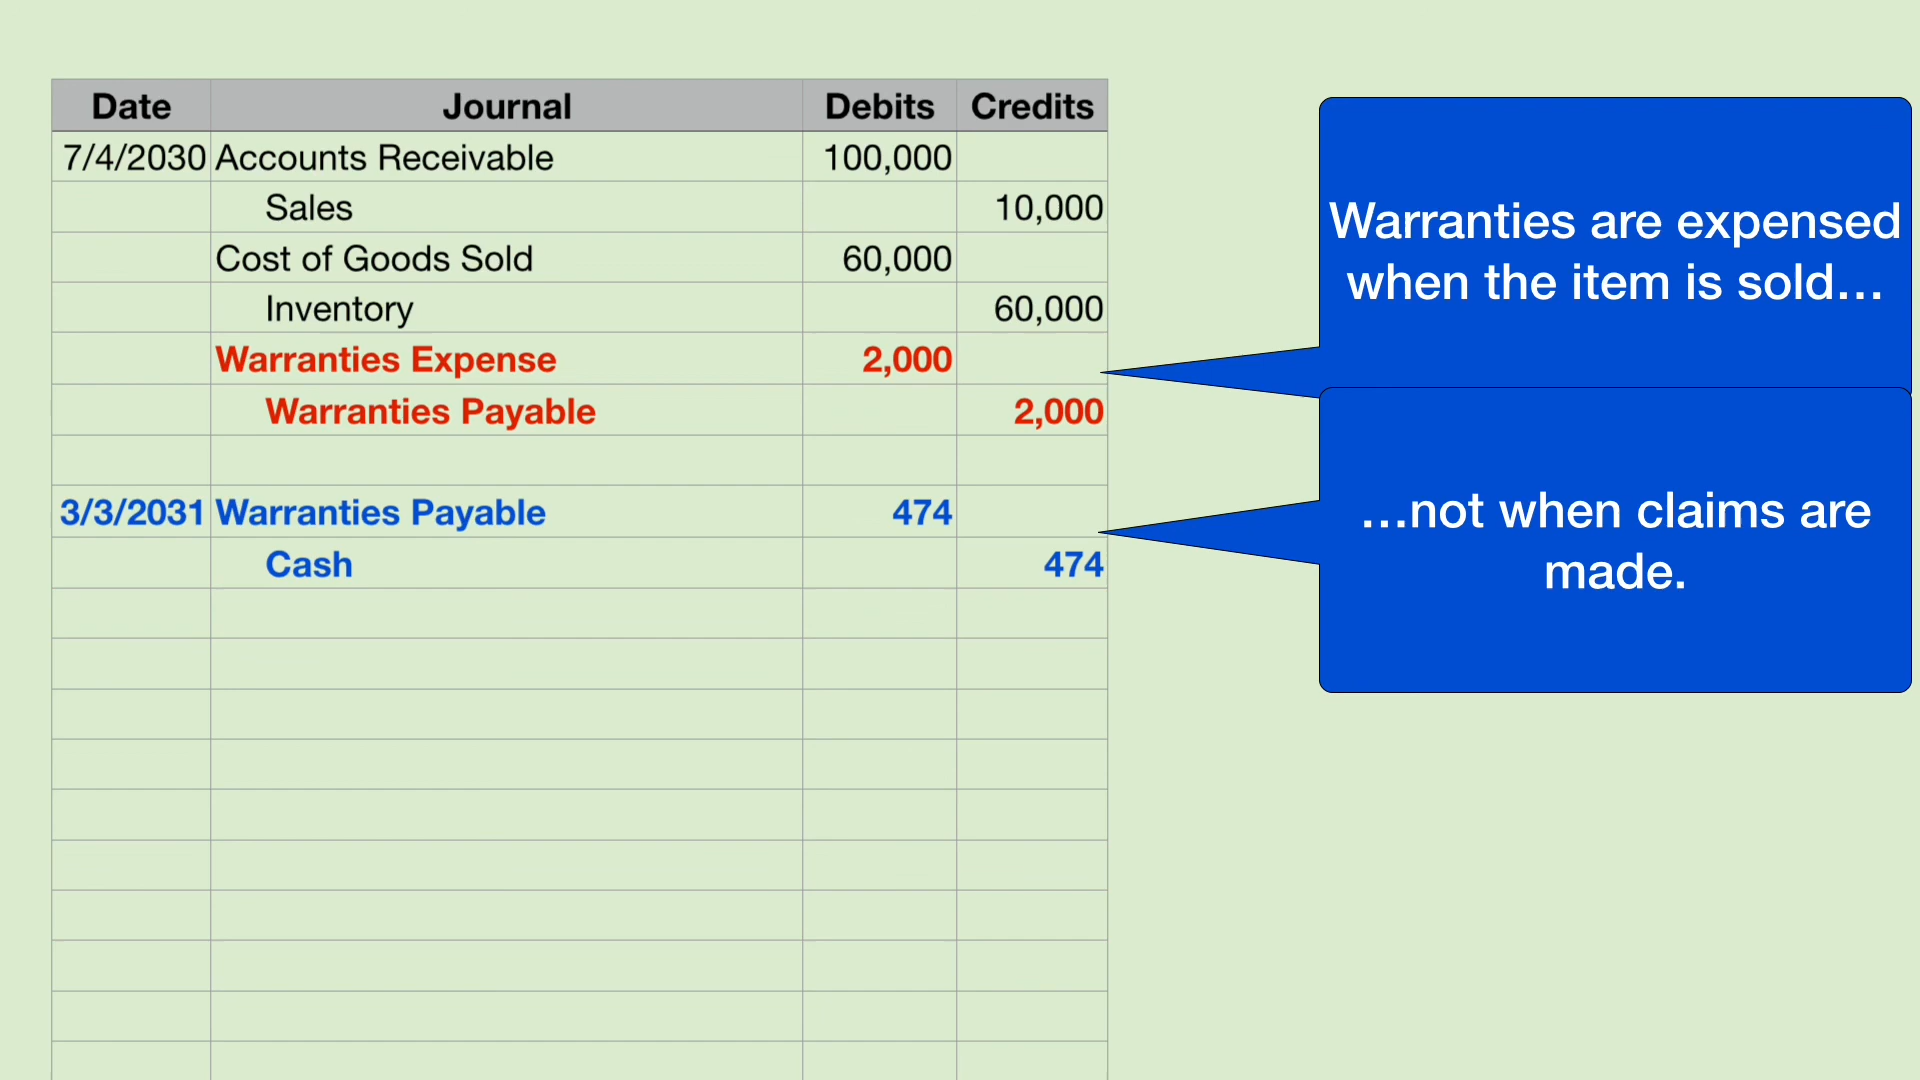 Date Journal Debits Credits
7/4/2030 Accounts Receivable 100,000
Sales 10,000
Cost of Goods Sold 60,000
Inventory 60,000
Warranties Expense 2,000
Warranties Payable 2,000
3/3/2031 Warranties Payable 474
Cash 474
Warranties are expensed
when the item is sold…
…not when claims are
made.